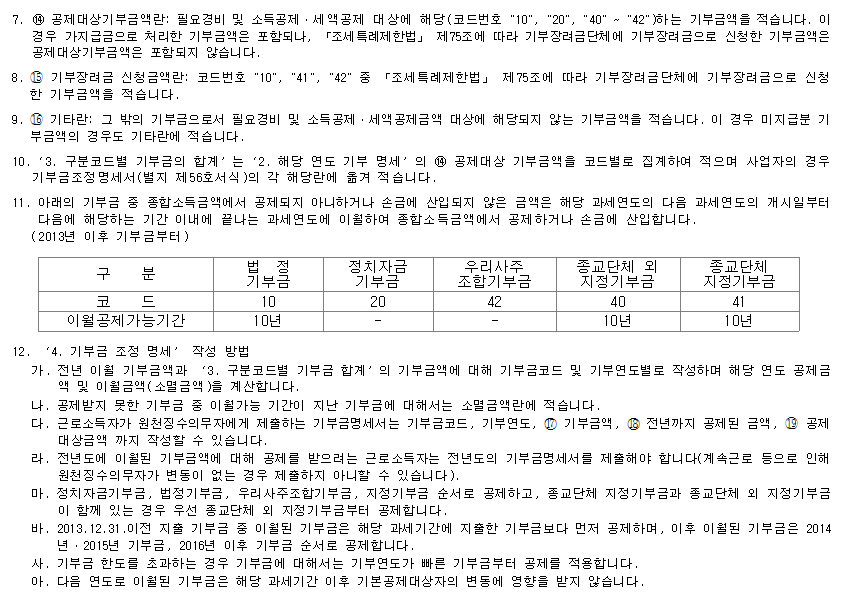 7. ⑭ 공제대상기부금액란: 필요경비 및 소득공제·세액공제 대상에 해당(코드번호 "10", "20", "40" ~ "42")하는 기부금액을 적습니다. 이
경우 가지급금으로 처리한 기부금액은 포함되나, 「조세특례제한법」 제75조에 따라 기부장려금단체에 기부장려금으로 신청한 기부금액은
공제대상기부금액은 포함되지 않습니다.
8. ⑮ 기부장려금 신청금액란: 코드번호 "10", "41", "42" 중 「조세특례제한법」 제75조에 따라 기부장려금단체에 기부장려금으로 신청
한 기부금액을 적습니다.
9. ⑯ 기타란: 그 밖의 기부금으로서 필요경비 및 소득공제·세액공제금액 대상에 해당되지 않는 기부금액을 적습니다. 이 경우 미지급분 기
부금액의 경우도 기타란에 적습니다.
10. ‘3. 구분코드별 기부금의 합계’는 ‘2. 해당 연도 기부 명세’의 ⑭ 공제대상 기부금액을 코드별로 집계하여 적으며 사업자의 경우
기부금조정명세서(별지 제56호서식)의 각 해당란에 옮겨 적습니다.
11. 아래의 기부금 중 종합소득금액에서 공제되지 아니하거나 손금에 산입되지 않은 금액은 해당 과세연도의 다음 과세연도의 개시일부터
다음에 해당하는 기간 이내에 끝나는 과세연도에 이월하여 종합소득금액에서 공제하거나 손금에 산입합니다.
(2013년 이후 기부금부터)
구 분 법 정 기부금 정치자금 기부금 우리사주 조합기부금 종교단체 외 지정기부금 종교단체 지정기부금
코 드 10 20 42 40 41
이월공제가능기간 10년 - - 10년 10년
12. ‘4. 기부금 조정 명세’ 작성 방법
가. 전년 이월 기부금액과 ‘3. 구분코드별 기부금 합계’의 기부금액에 대해 기부금코드 및 기부연도별로 작성하며 해당 연도 공제금
액 및 이월금액(소멸금액)을 계산합니다.
나. 공제받지 못한 기부금 중 이월가능 기간이 지난 기부금에 대해서는 소멸금액란에 적습니다.
다. 근로소득자가 원천징수의무자에게 제출하는 기부금명세서는 기부금코드, 기부연도, ⑰ 기부금액, ⑱ 전년까지 공제된 금액, ⑲ 공제
대상금액 까지 작성할 수 있습니다.
라. 전년도에 이월된 기부금액에 대해 공제를 받으려는 근로소득자는 전년도의 기부금명세서를 제출해야 합니다(계속근로 등으로 인해
원천징수의무자가 변동이 없는 경우 제출하지 아니할 수 있습니다).
마. 정치자금기부금, 법정기부금, 우리사주조합기부금, 지정기부금 순서로 공제하고, 종교단체 지정기부금과 종교단체 외 지정기부금
이 함께 있는 경우 우선 종교단체 외 지정기부금부터 공제합니다.
바. 2013.12.31.이전 지출 기부금 중 이월된 기부금은 해당 과세기간에 지출한 기부금보다 먼저 공제하며, 이후 이월된 기부금은 2014
년·2015년 기부금, 2016년 이후 기부금 순서로 공제합니다.
사. 기부금 한도를 초과하는 경우 기부금에 대해서는 기부연도가 빠른 기부금부터 공제를 적용합니다.
아. 다음 연도로 이월된 기부금은 해당 과세기간 이후 기본공제대상자의 변동에 영향을 받지 않습니다.